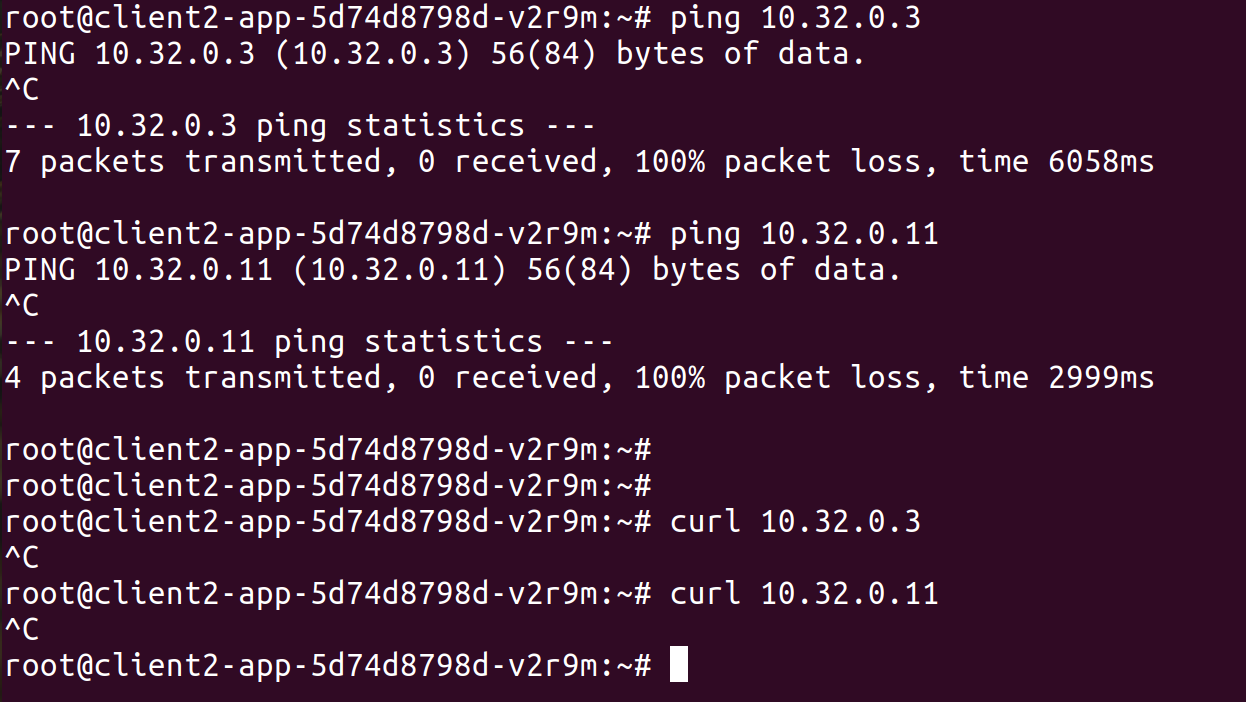 root@client2-app-5d74d8798d-v2r9m:~# ping 10.32.0.3
PING 10.32.0.3 (10.32.0.3) 56(84) bytes of data.
^C
--- 10.32.0.3 ping statistics ---
7 packets transmitted, 0 received, 100% packet loss, time 6058ms

root@client2-app-5d74d8798d-v2r9m:~# ping 10.32.0.11
PING 10.32.0.11 (10.32.0.11) 56(84) bytes of data.
^C
--- 10.32.0.11 ping statistics ---
4 packets transmitted, 0 received, 100% packet loss, time 2999ms

root@client2-app-5d74d8798d-v2r9m:~#
root@client2-app-5d74d8798d-v2r9m:~#
root@client2-app-5d74d8798d-v2r9m:~# curl 10.32.0.3
^C
root@client2-app-5d74d8798d-v2r9m:~# curl 10.32.0.11
^C
root@client2-app-5d74d8798d-v2r9m:~#